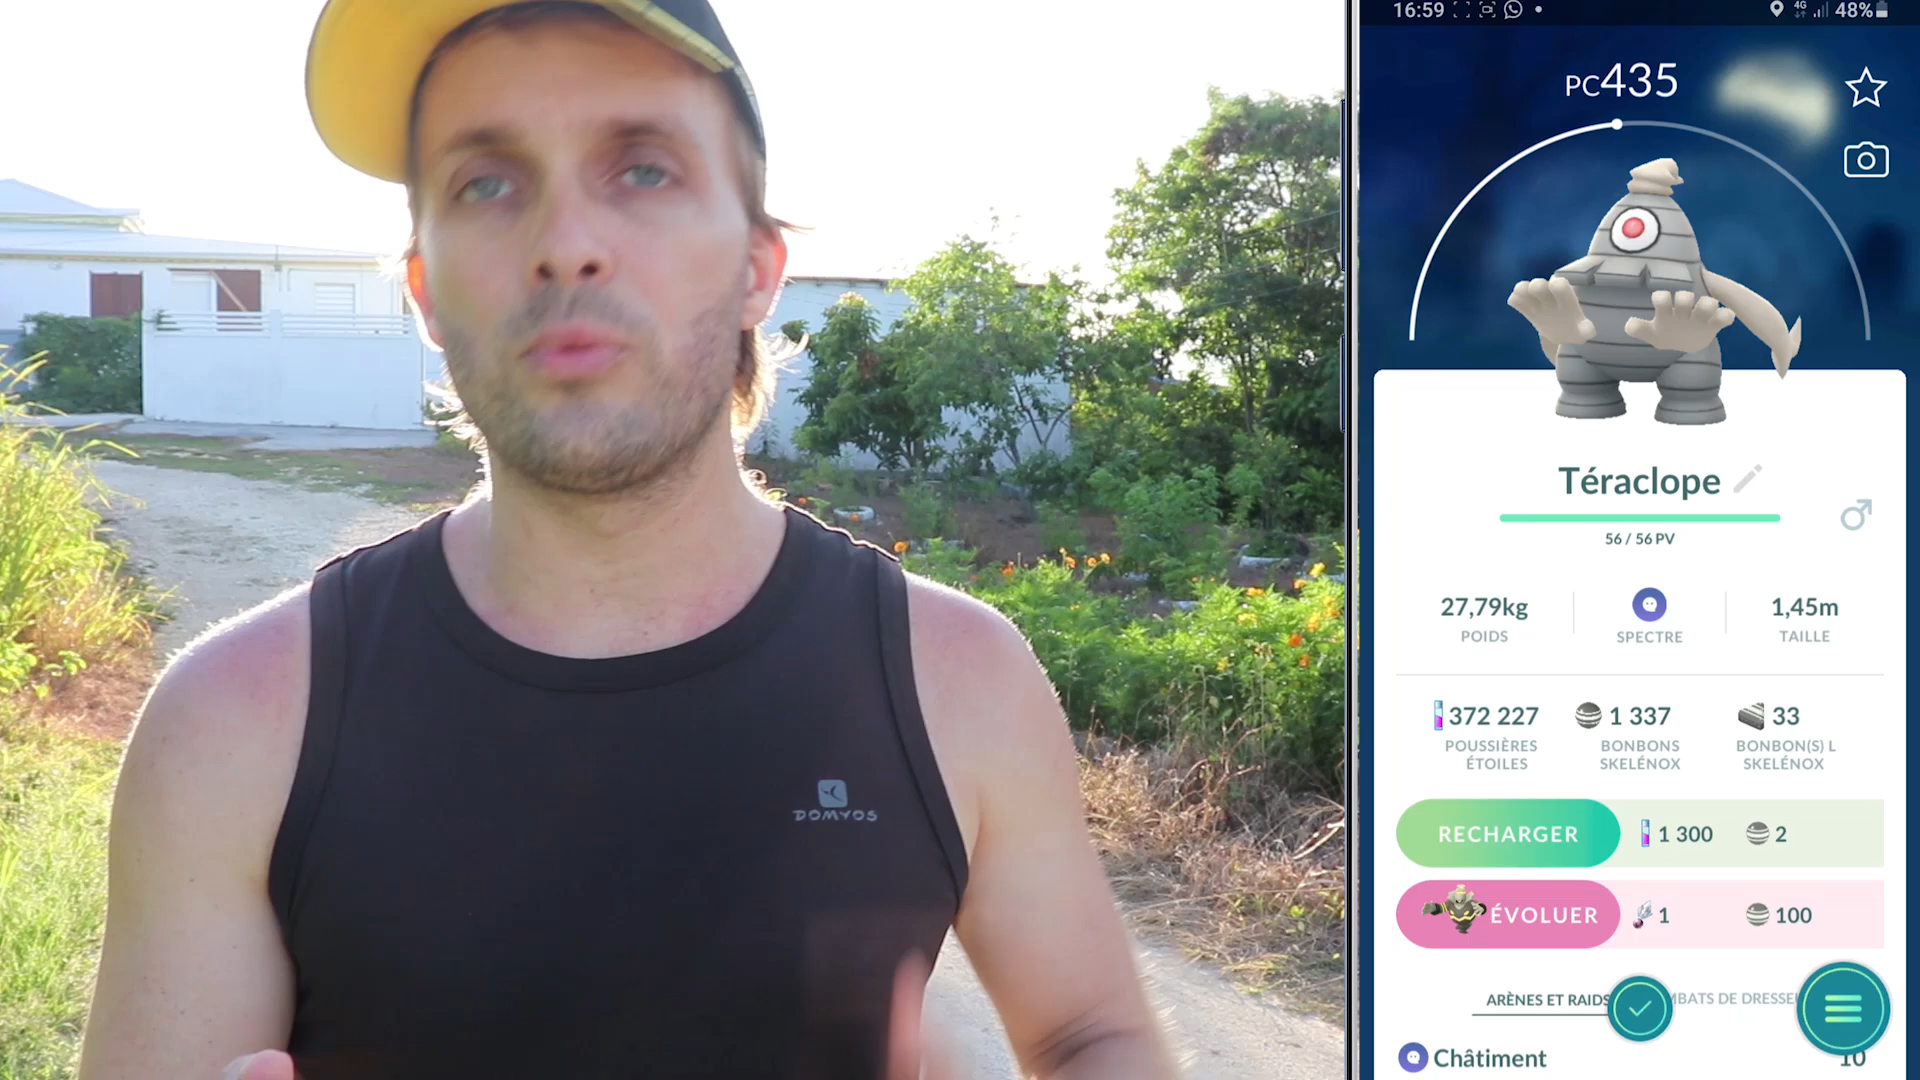 16:59
4G
48%
PC435
Téraclope
56 / 56 PV
27,79kg
POIDS
SPECTRE
1,45m
TAILLE
372 227
POUSSIÈRES
ÉTOILES
1 337
BONBONS
SKELÉNOX
33
BONBON(S) L
SKELÉNOX
RECHARGER
1 300
2
ÉVOLUER
1
100
ARÈNES ET RAIDS
Châtiment
10
DOMYOS